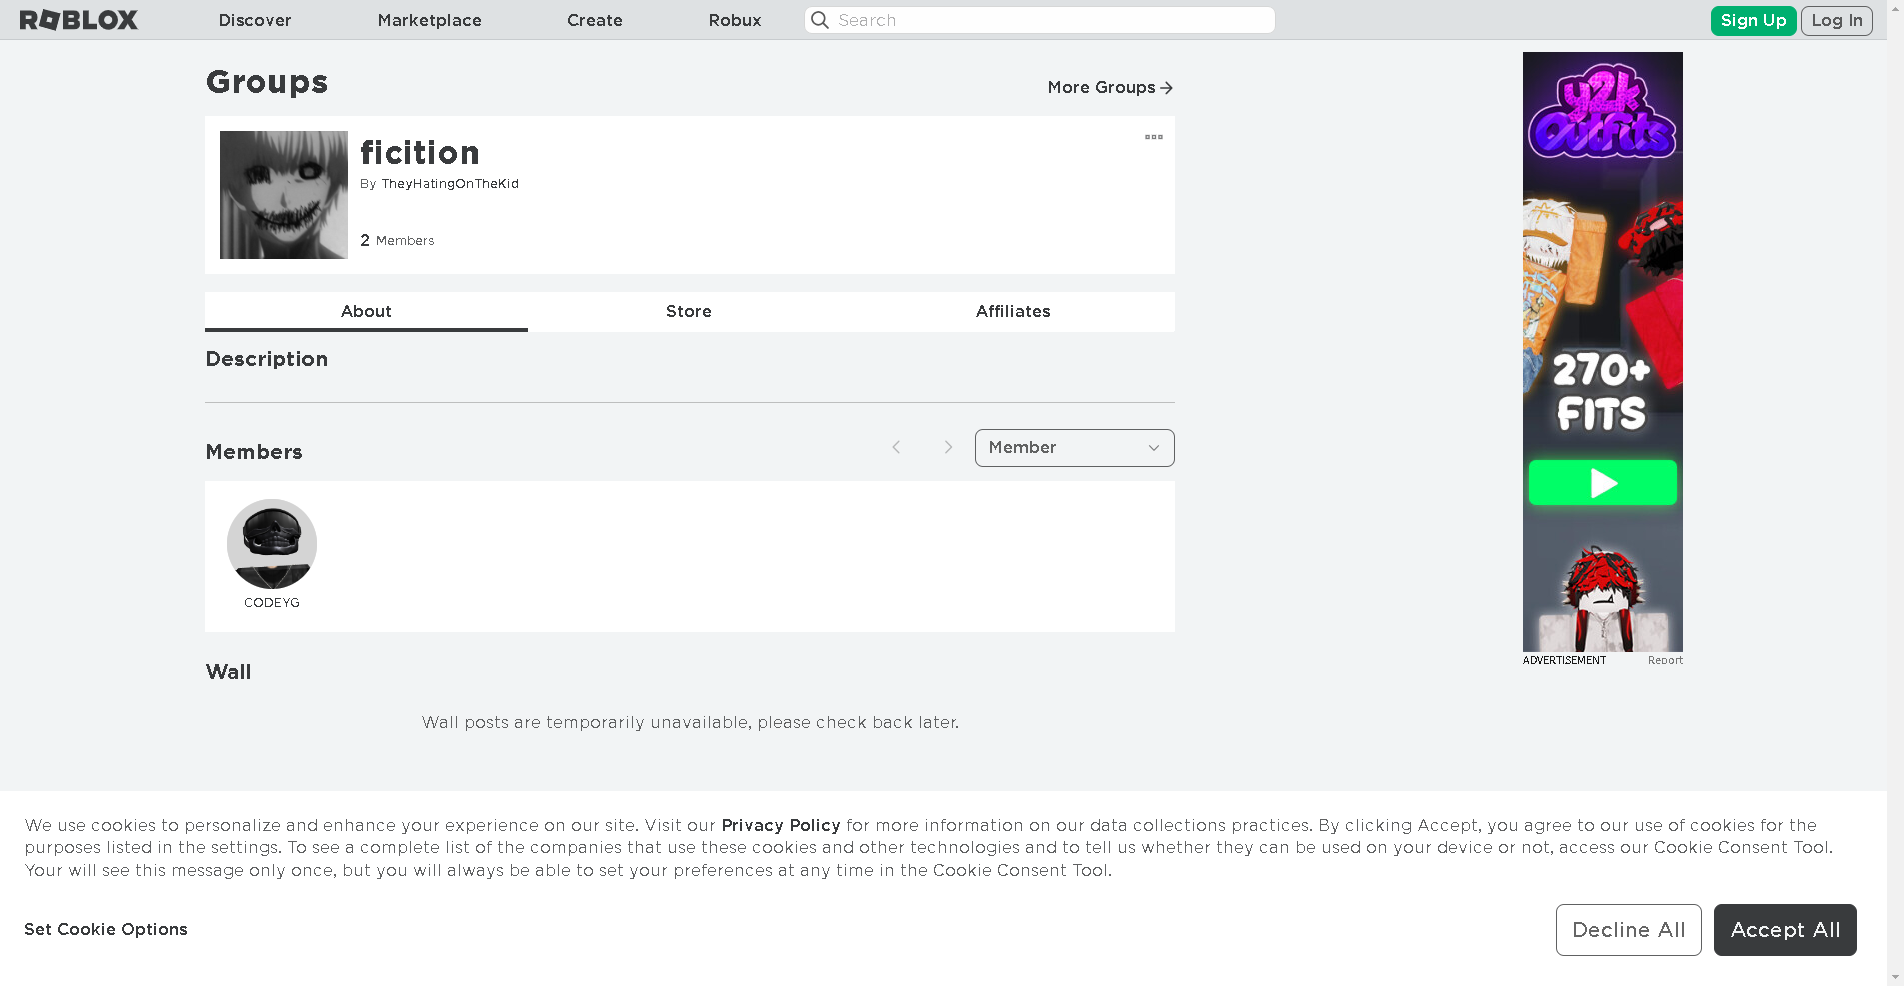 ROBLOX
Discover
Marketplace
Create
Robux
Search
Sign Up
Log In
Groups
More Groups
ficition
By TheyHatingOnTheKid
2 Members
About
Store
Affiliates
Description
Members
Member
CODEYG
Wall
Wall posts are temporarily unavailable, please check back later.
y2k
Outfits
270+
FITS
ADVERTISEMENT
Report
We use cookies to personalize and enhance your experience on our site. Visit our Privacy Policy for more information on our data collections practices. By clicking Accept, you agree to our use of cookies for the
purposes listed in the settings. To see a complete list of the companies that use these cookies and other technologies and to tell us whether they can be used on your device or not, access our Cookie Consent Tool.
Your will see this message only once, but you will always be able to set your preferences at any time in the Cookie Consent Tool.
Set Cookie Options
Decline All
Accept All